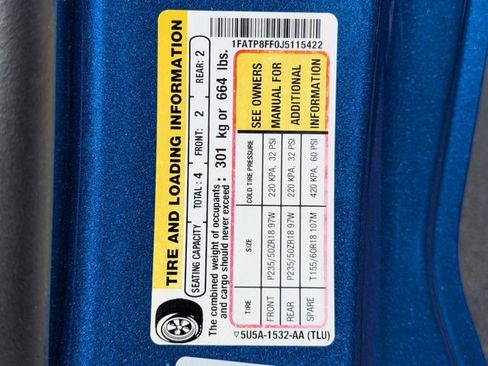 TIRE AND LOADING INFORMATION
SEATING CAPACITY TOTAL: 4 FRONT: 2 REAR: 2
The combined weight of occupants
and cargo should never exceed: 301 kg or 664 lbs.
TIRE SIZE COLD TIRE PRESSURE
FRONT P235/50ZR18 97W 220 KPA, 32 PSI
REAR P235/50ZR18 97W 220 KPA, 32 PSI
SPARE T155/60R18 107M 420 KPA, 60 PSI
SEE OWNERS
MANUAL FOR
ADDITIONAL
INFORMATION
5U5A-1532-AA (TLU)
1FATP8FF0J5115422